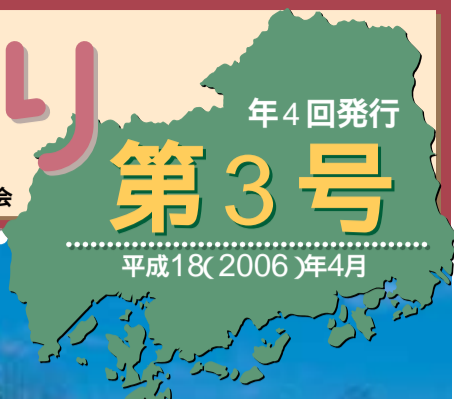 り
年4回発行
会
第3号
平成18(2006)年4月